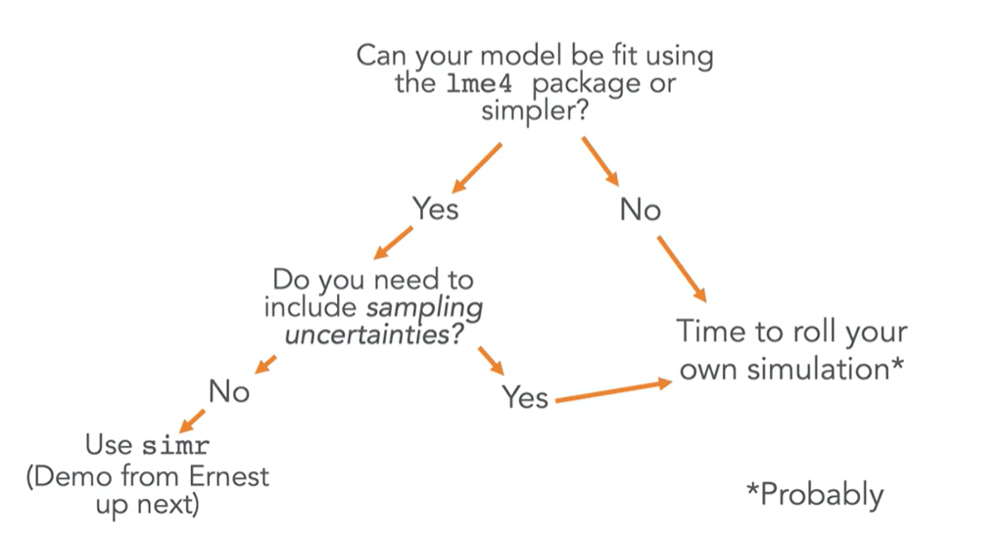 Can your model be fit using
the lme4 package or
simpler?
Yes
No
Do you need to
include sampling
uncertainties?
Time to roll your
own simulation*
No
Yes
Use simr
(Demo from Ernest
up next)
*Probably